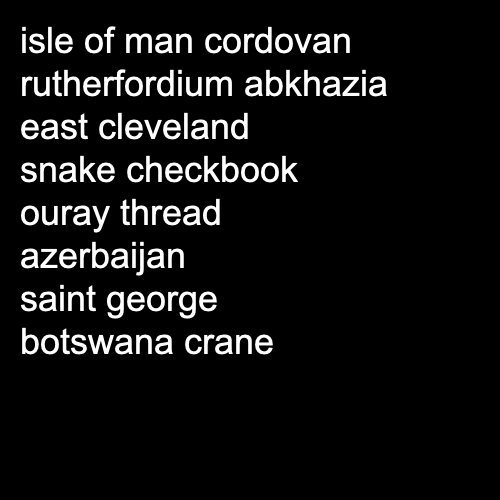 isle of man cordovan
rutherfordium abkhazia
east cleveland
snake checkbook
ouray thread
azerbaijan
saint george
botswana crane